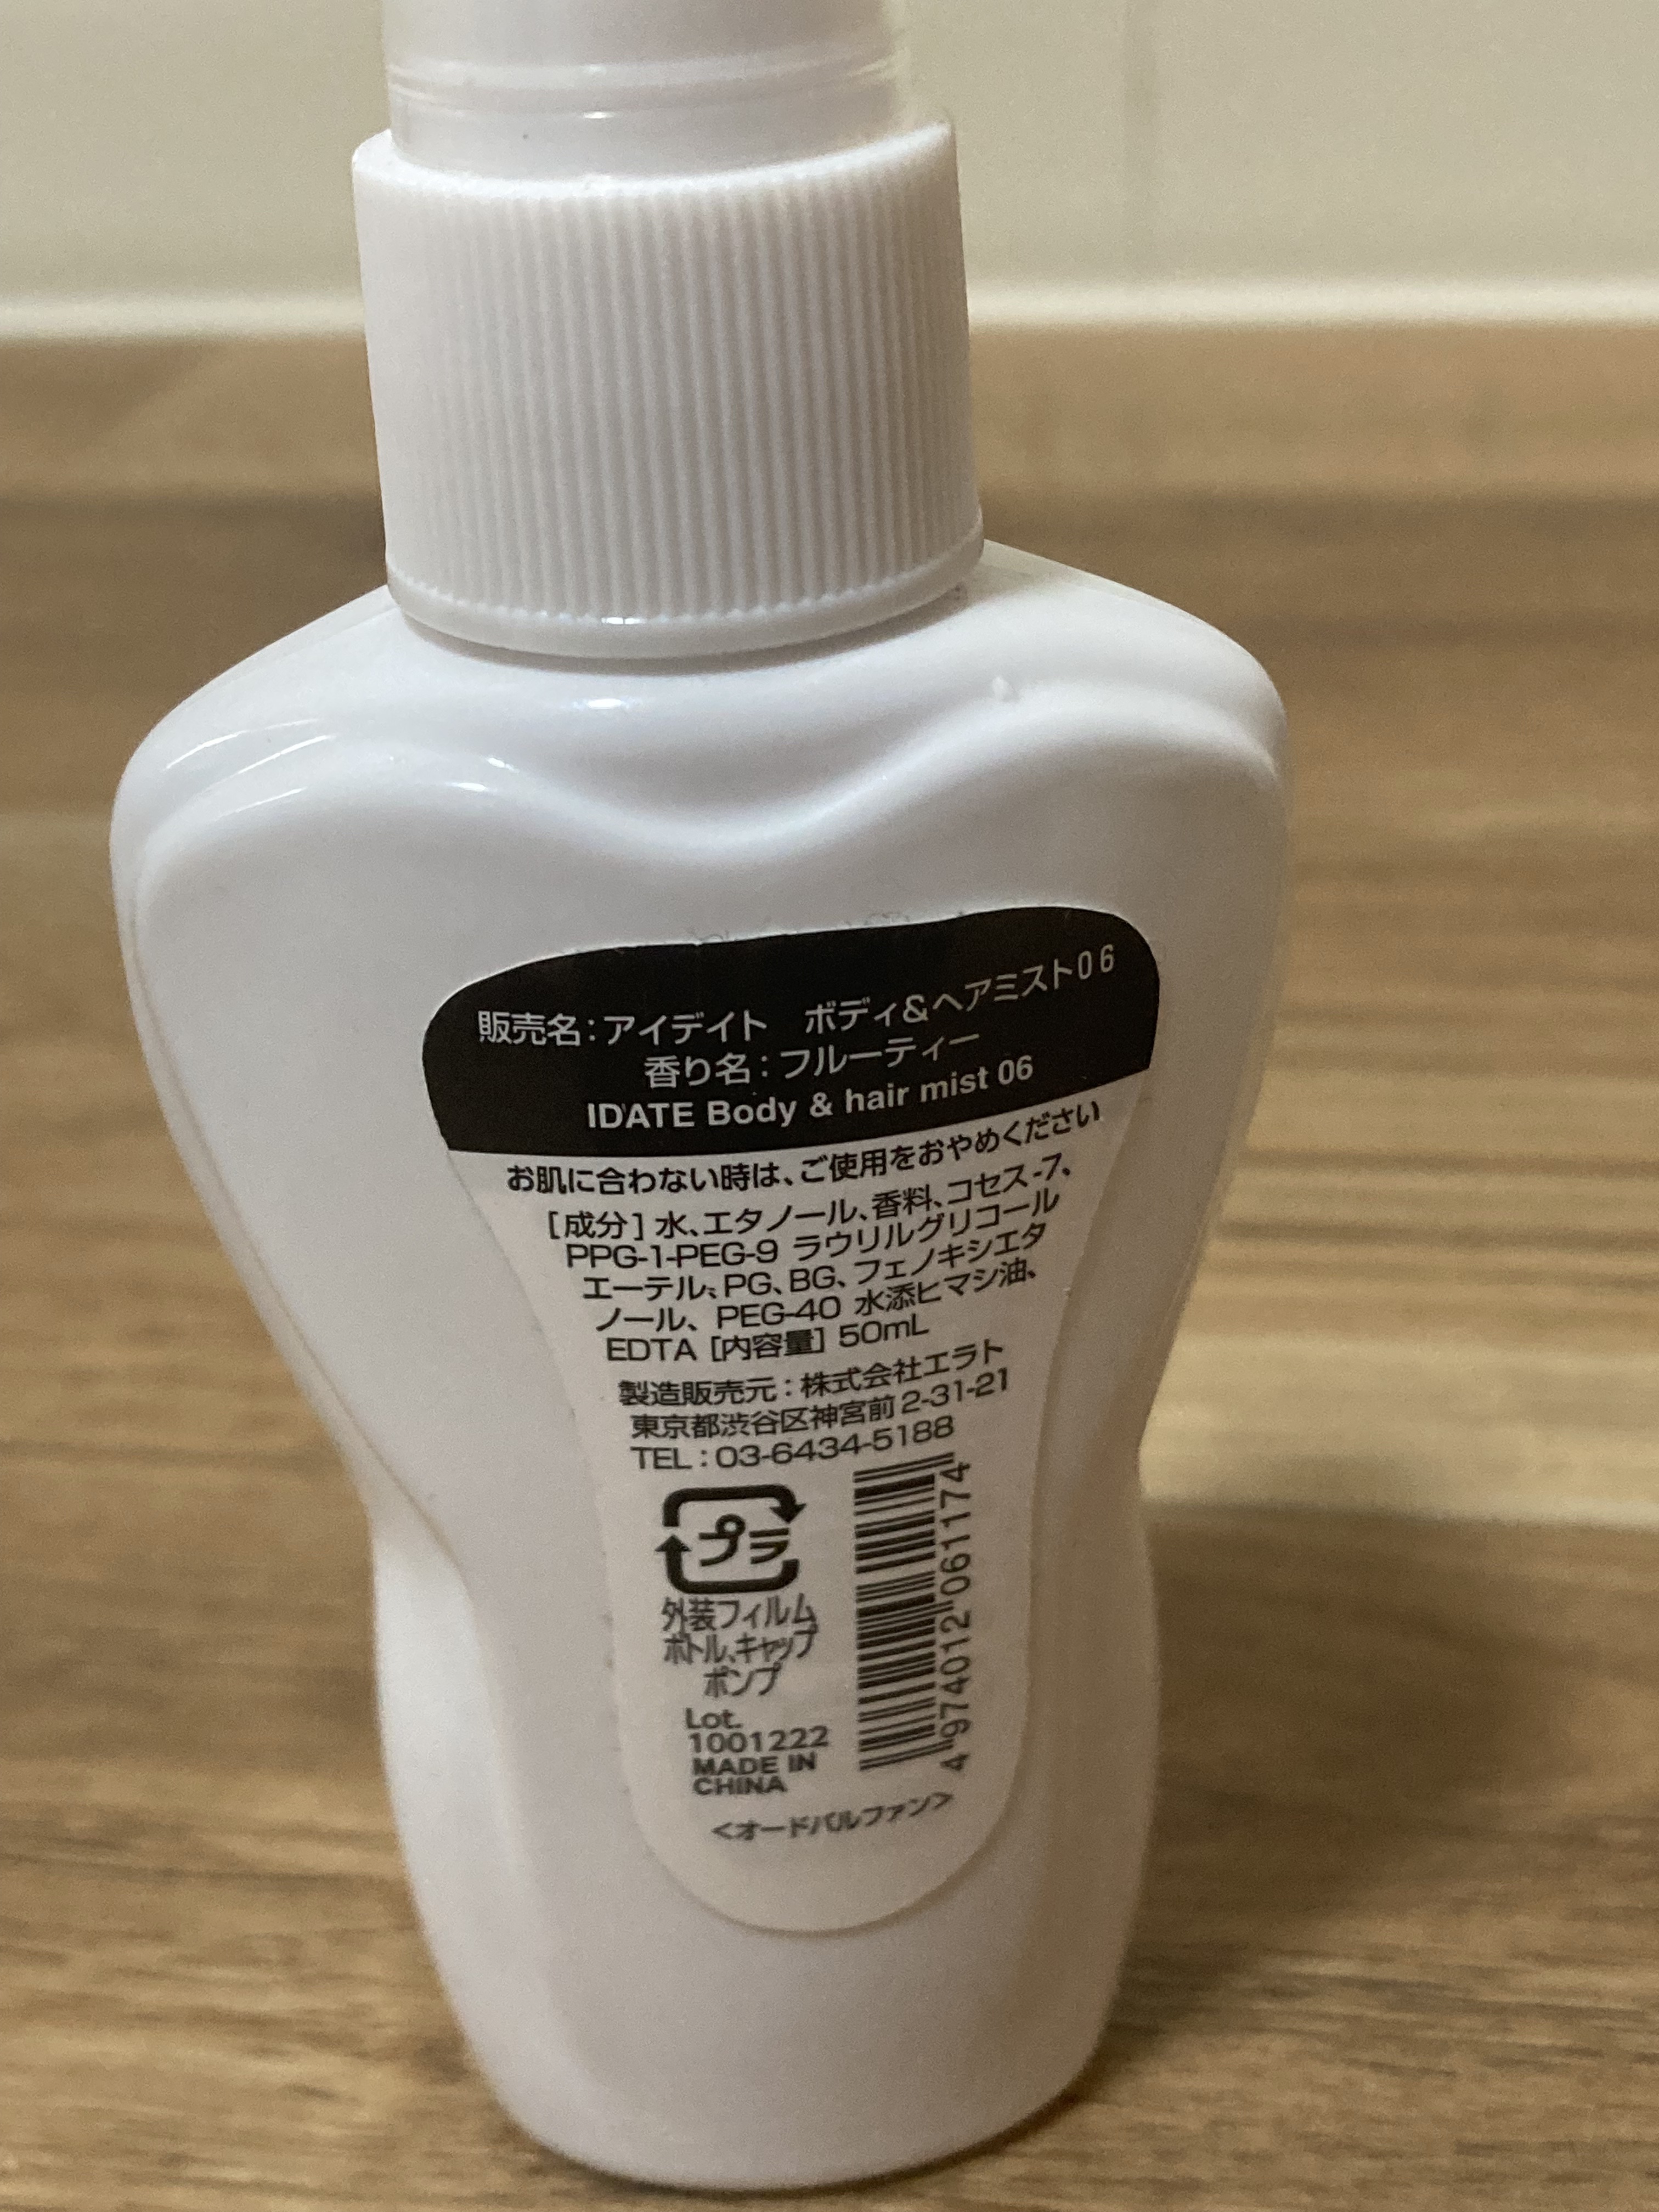 販売名：アイデイト　ボディ&ヘアミスト06
香り名：フルーティー
IDATE Body & hair mist 06
お肌に合わない時は、ご使用をおやめください
［成分］水、エタノール、香料、コセス-7、
PPG-1-PEG-9 ラウリルグリコール
エーテル、PG、BG、フェノキシエタ
ノール、PEG-40 水添ヒマシ油、
EDTA［内容量］50mL
製造販売元：株式会社エラト
東京都渋谷区神宮前2-31-21
TEL：03-6434-5188
プラ
外装フィルム
ボトル、キャップ
ポンプ
Lot.
1001222
MADE IN
CHINA
4974012061174
<オードパルファン>